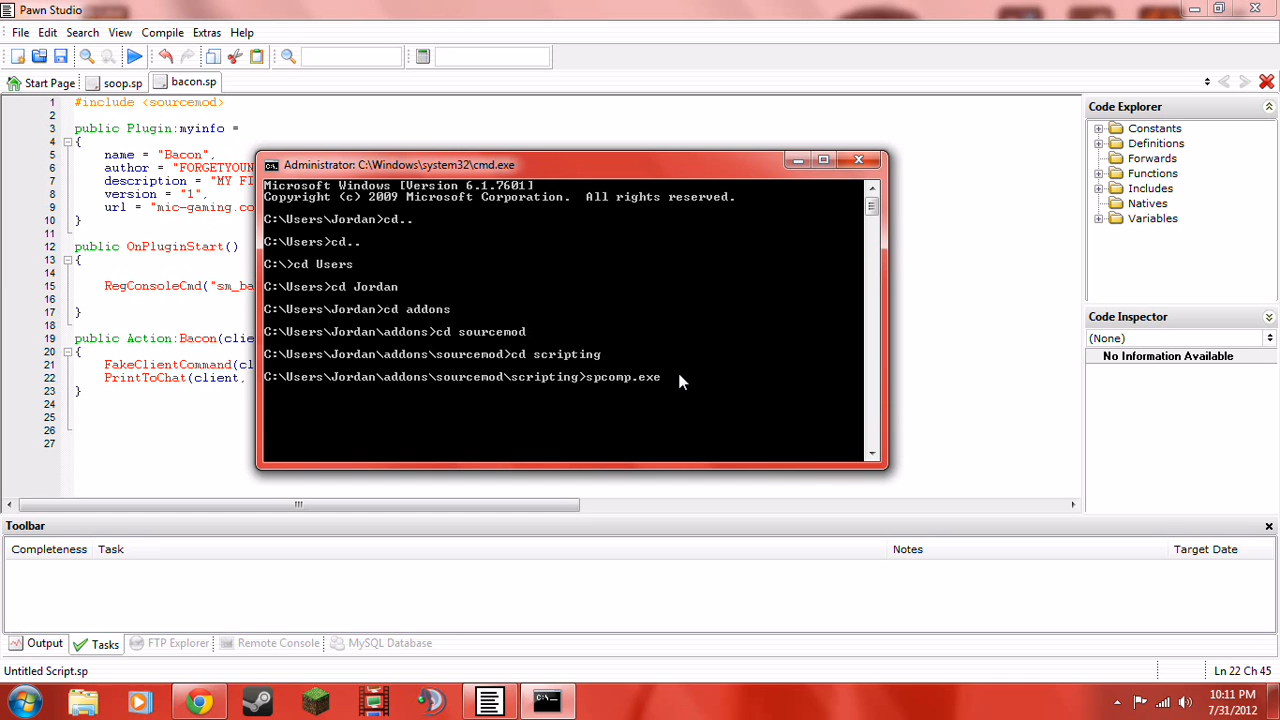 Pawn Studio
File Edit Search View Compile Extras Help
Start Page soop.sp bacon.sp
1 #include <sourcemod>
2
3 public Plugin:myinfo =
4 {
5 name = "Bacon",
6 author = "FORGETYOUN
7 description = "MY FI
8 version = "1",
9 url = "mic-gaming.co
10 }
11
12 public OnPluginStart()
13 {
14
15 RegConsoleCmd("sm_ba
16
17 }
18
19 public Action:Bacon(clie
20 {
21 FakeClientCommand(cl
22 PrintToChat(client,
23 }
24
25
26
27
Administrator: C:\Windows\system32\cmd.exe
Microsoft Windows [Version 6.1.7601]
Copyright (c) 2009 Microsoft Corporation. All rights reserved.
C:\Users\Jordan>cd..
C:\Users>cd..
C:\>cd Users
C:\Users>cd Jordan
C:\Users\Jordan>cd addons
C:\Users\Jordan\addons>cd sourcemod
C:\Users\Jordan\addons\sourcemod>cd scripting
C:\Users\Jordan\addons\sourcemod\scripting>spcomp.exe
Code Explorer
Constants
Definitions
Forwards
Functions
Includes
Natives
Variables
Code Inspector
(None)
No Information Available
Toolbar
Completeness Task Notes Target Date
Output Tasks FTP Explorer Remote Console MySQL Database
Untitled Script.sp Ln 22 Ch 45
10:11 PM
7/31/2012